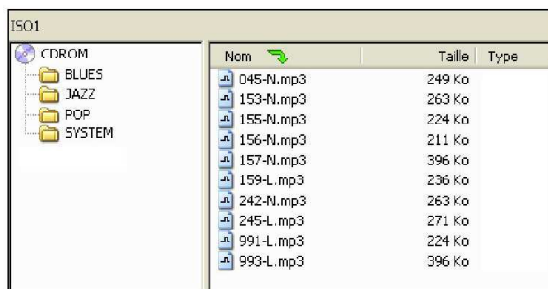 ISO1
CDROM
BLUES
JAZZ
POP
SYSTEM
Nom Taille Type
045-N.mp3 249 Ko
153-N.mp3 263 Ko
155-N.mp3 224 Ko
156-N.mp3 211 Ko
157-N.mp3 396 Ko
159-L.mp3 236 Ko
242-N.mp3 263 Ko
245-L.mp3 271 Ko
991-L.mp3 224 Ko
993-L.mp3 396 Ko